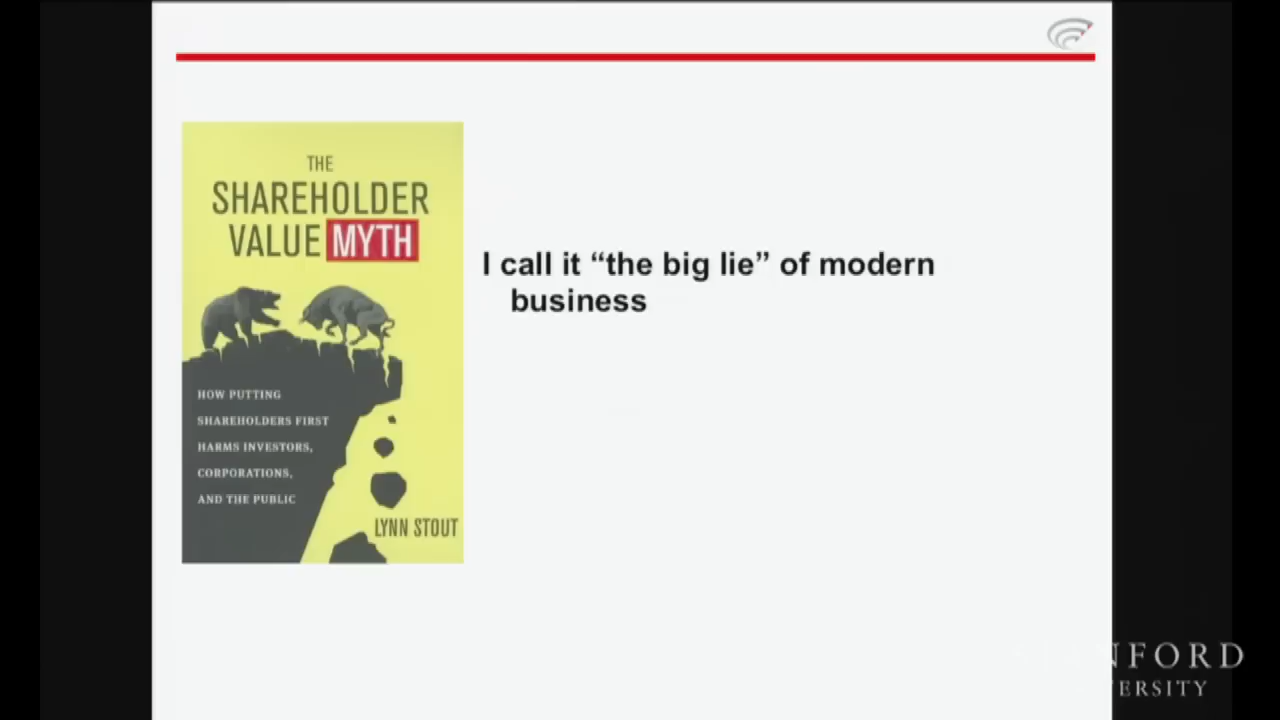 THE
SHAREHOLDER
VALUE MYTH
HOW PUTTING
SHAREHOLDERS FIRST
HARMS INVESTORS,
CORPORATIONS,
AND THE PUBLIC
LYNN STOUT
I call it “the big lie” of modern
business